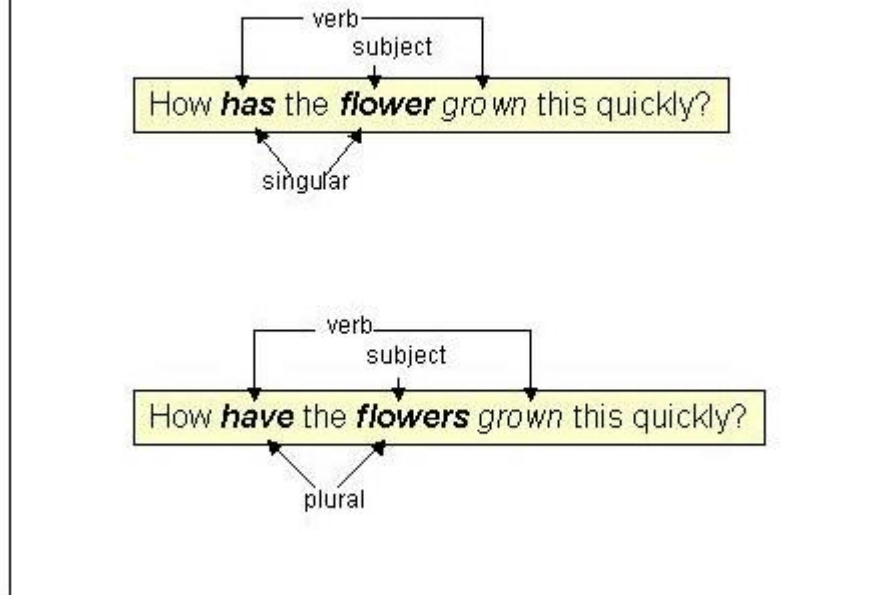 verb
subject
How has the flower grown this quickly?
singular
verb
subject
How have the flowers grown this quickly?
plural